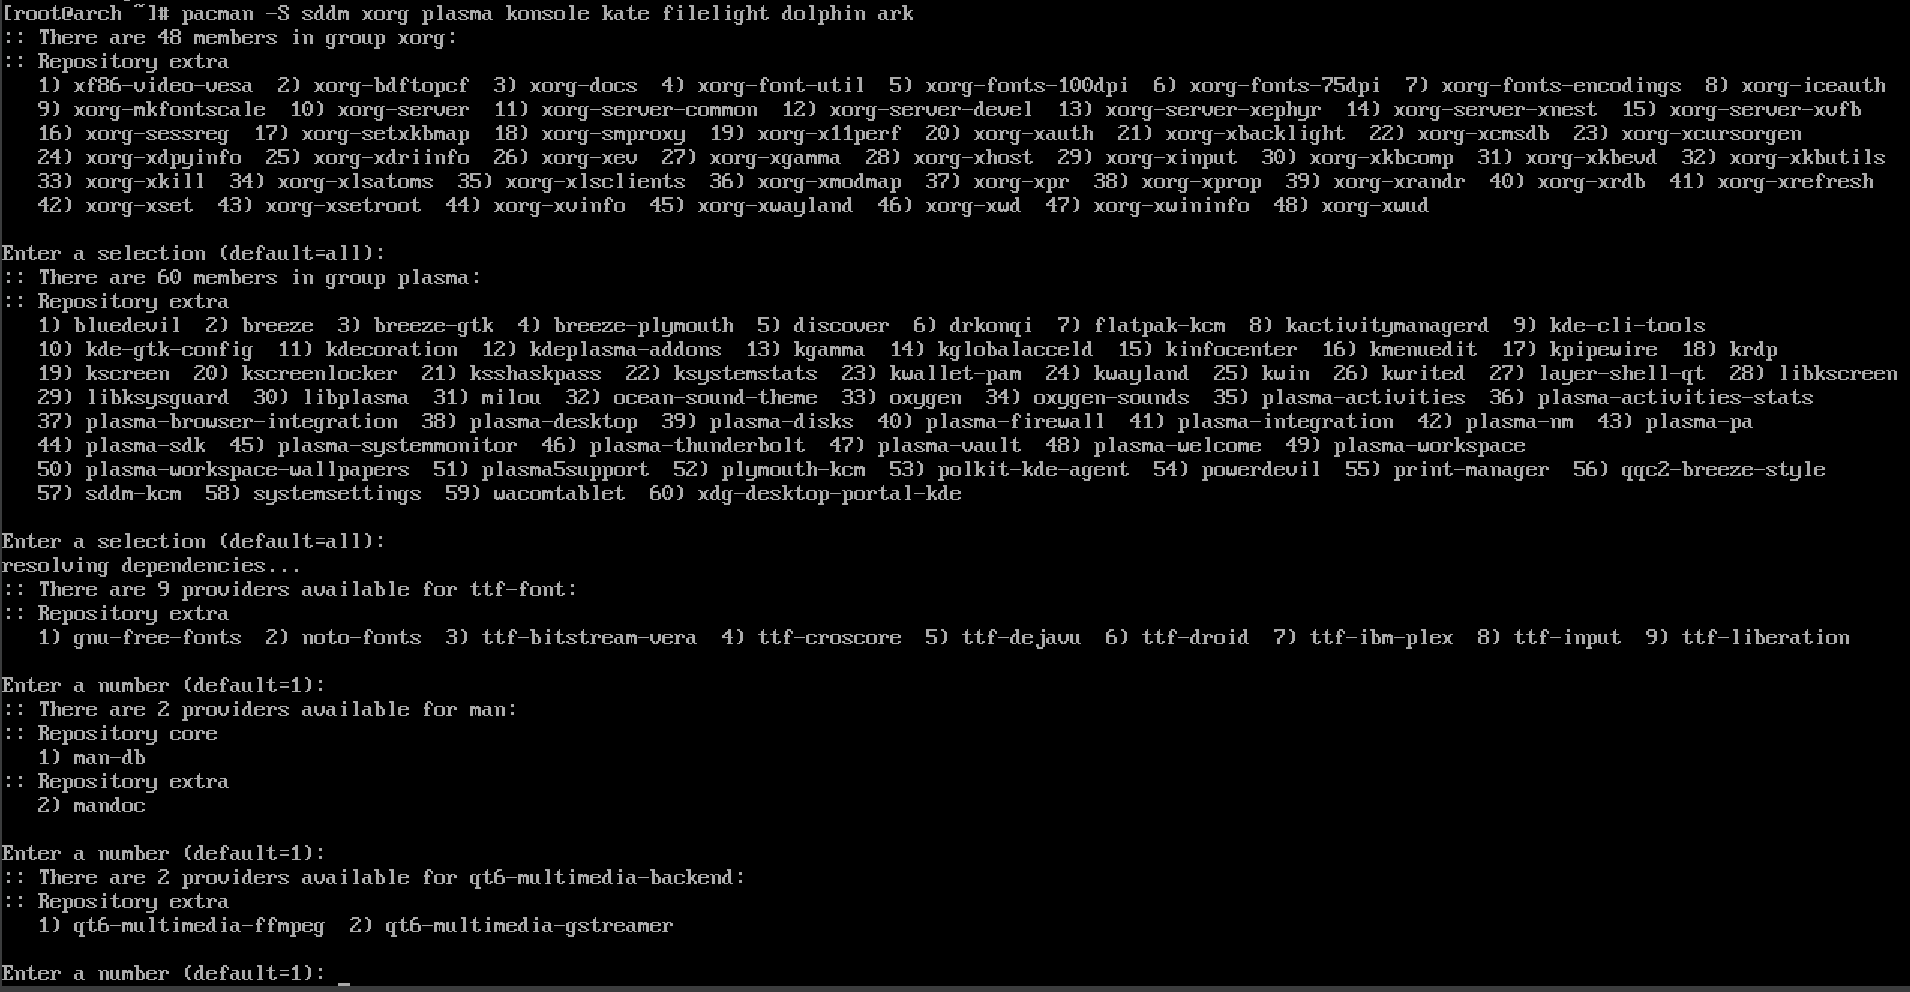 [root@arch ~]# pacman -S sddm xorg plasma konsole kate filelight dolphin ark
:: There are 48 members in group xorg:
:: Repository extra
   1) xf86-video-vesa  2) xorg-bdftopcf  3) xorg-docs  4) xorg-font-util  5) xorg-fonts-100dpi  6) xorg-fonts-75dpi  7) xorg-fonts-encodings  8) xorg-iceauth
   9) xorg-mkfontscale  10) xorg-server  11) xorg-server-common  12) xorg-server-devel  13) xorg-server-xephyr  14) xorg-server-xnest  15) xorg-server-xvfb
   16) xorg-sessreg  17) xorg-setxkbmap  18) xorg-smproxy  19) xorg-x11perf  20) xorg-xauth  21) xorg-xbacklight  22) xorg-xcmsdb  23) xorg-xcursorgen
   24) xorg-xdpyinfo  25) xorg-xdriinfo  26) xorg-xev  27) xorg-xgamma  28) xorg-xhost  29) xorg-xinput  30) xorg-xkbcomp  31) xorg-xkbevd  32) xorg-xkbutils
   33) xorg-xkill  34) xorg-xlsatoms  35) xorg-xlsclients  36) xorg-xmodmap  37) xorg-xpr  38) xorg-xprop  39) xorg-xrandr  40) xorg-xrdb  41) xorg-xrefresh
   42) xorg-xset  43) xorg-xsetroot  44) xorg-xvinfo  45) xorg-xwayland  46) xorg-xwd  47) xorg-xwininfo  48) xorg-xwud
Enter a selection (default=all):
:: There are 60 members in group plasma:
:: Repository extra
   1) bluedevil  2) breeze  3) breeze-gtk  4) breeze-plymouth  5) discover  6) drkonqi  7) flatpak-kcm  8) kactivitymanagerd  9) kde-cli-tools
   10) kde-gtk-config  11) kdecoration  12) kdeplasma-addons  13) kgamma  14) kglobalacceld  15) kinfocenter  16) kmenuedit  17) kpipewire  18) krdp
   19) kscreen  20) kscreenlocker  21) ksshaskpass  22) ksystemstats  23) kwallet-pam  24) kwayland  25) kwin  26) kwrited  27) layer-shell-qt  28) libkscreen
   29) libksysguard  30) libplasma  31) milou  32) ocean-sound-theme  33) oxygen  34) oxygen-sounds  35) plasma-activities  36) plasma-activities-stats
   37) plasma-browser-integration  38) plasma-desktop  39) plasma-disks  40) plasma-firewall  41) plasma-integration  42) plasma-nm  43) plasma-pa
   44) plasma-sdk  45) plasma-systemmonitor  46) plasma-thunderbolt  47) plasma-vault  48) plasma-welcome  49) plasma-workspace
   50) plasma-workspace-wallpapers  51) plasma5support  52) plymouth-kcm  53) polkit-kde-agent  54) powerdevil  55) print-manager  56) qqc2-breeze-style
   57) sddm-kcm  58) systemsettings  59) wacomtablet  60) xdg-desktop-portal-kde
Enter a selection (default=all):
resolving dependencies...
:: There are 9 providers available for ttf-font:
:: Repository extra
   1) gnu-free-fonts  2) noto-fonts  3) ttf-bitstream-vera  4) ttf-croscore  5) ttf-dejavu  6) ttf-droid  7) ttf-ibm-plex  8) ttf-input  9) ttf-liberation
Enter a number (default=1):
:: There are 2 providers available for man:
:: Repository core
   1) man-db
:: Repository extra
   2) mandoc
Enter a number (default=1):
:: There are 2 providers available for qt6-multimedia-backend:
:: Repository extra
   1) qt6-multimedia-ffmpeg  2) qt6-multimedia-gstreamer
Enter a number (default=1): _